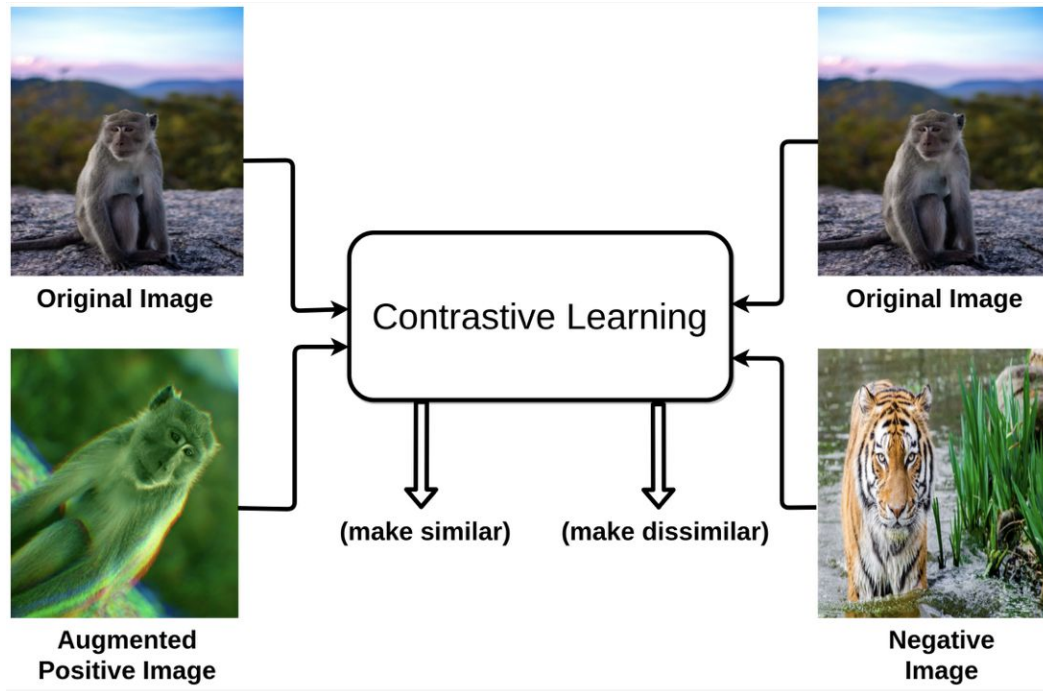 Original Image
Original Image
Contrastive Learning
(make similar)
(make dissimilar)
Augmented
Positive Image
Negative
Image